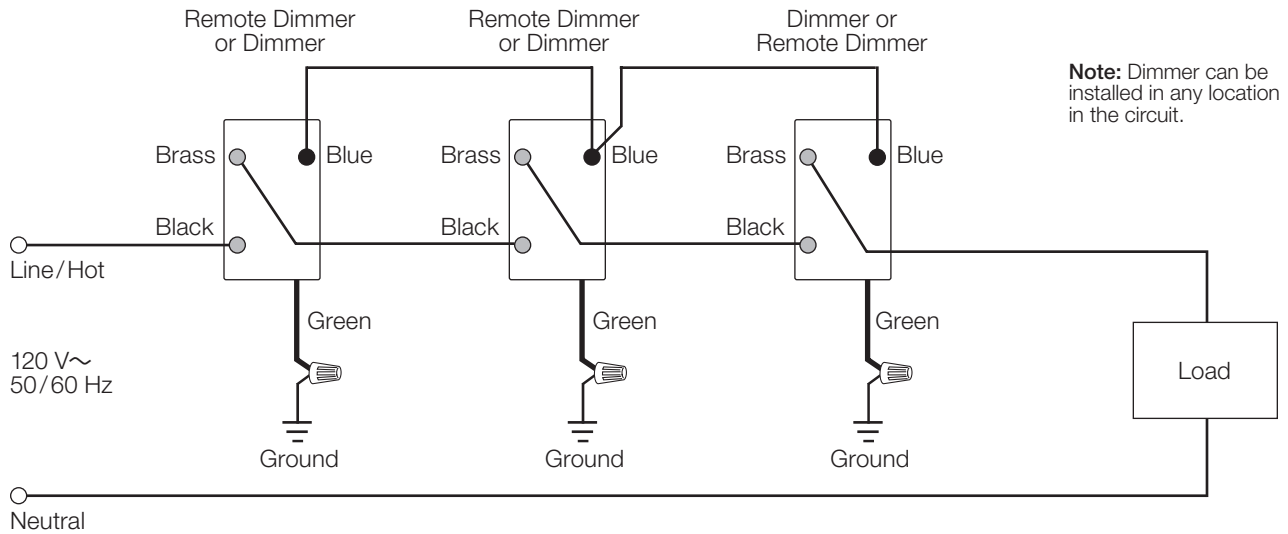 Remote Dimmer
or Dimmer
Remote Dimmer
or Dimmer
Dimmer or
Remote Dimmer
Note: Dimmer can be
installed in any location
in the circuit.
Brass
Blue
Brass
Blue
Brass
Blue
Black
Black
Black
Line/Hot
Green
Green
Green
120 V~
50/60 Hz
Load
Ground
Ground
Ground
Neutral